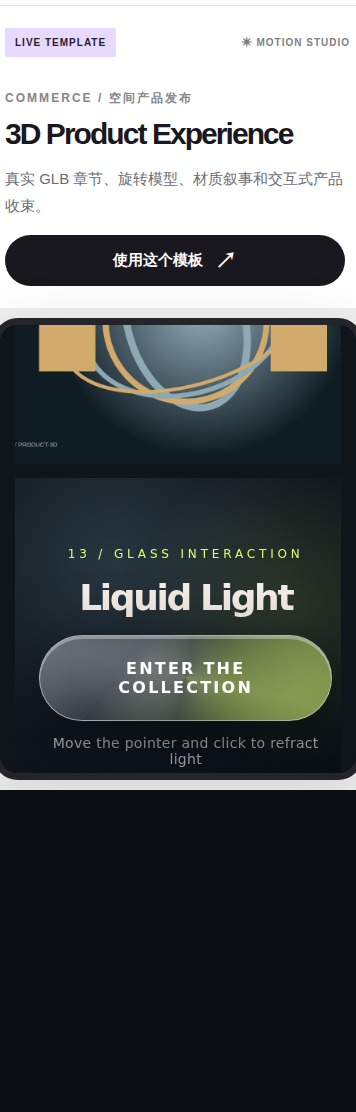 LIVE TEMPLATE
✴ MOTION STUDIO
COMMERCE / 空间产品发布
3D Product Experience
真实 GLB 章节、旋转模型、材质叙事和交互式产品
收束。
使用这个模板 ↗
/ PRODUCT-3D
13 / GLASS INTERACTION
Liquid Light
ENTER THE
COLLECTION
Move the pointer and click to refract
light